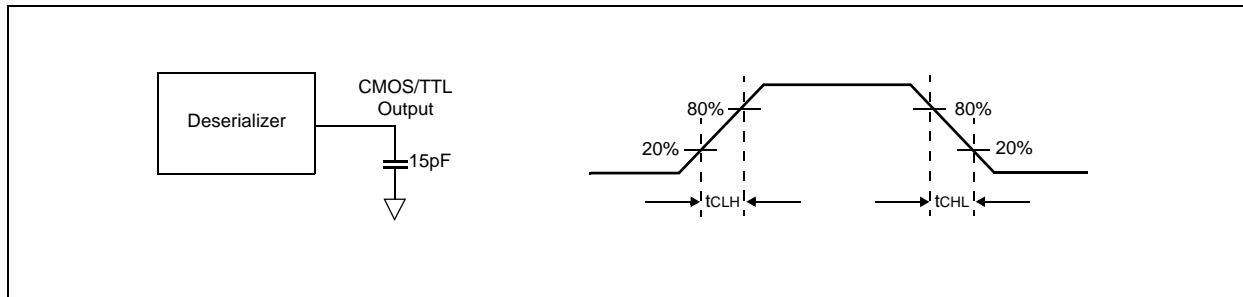 Deserializer
CMOS/TTL
Output
15pF
80%
20%
80%
20%
tCLH
tCHL